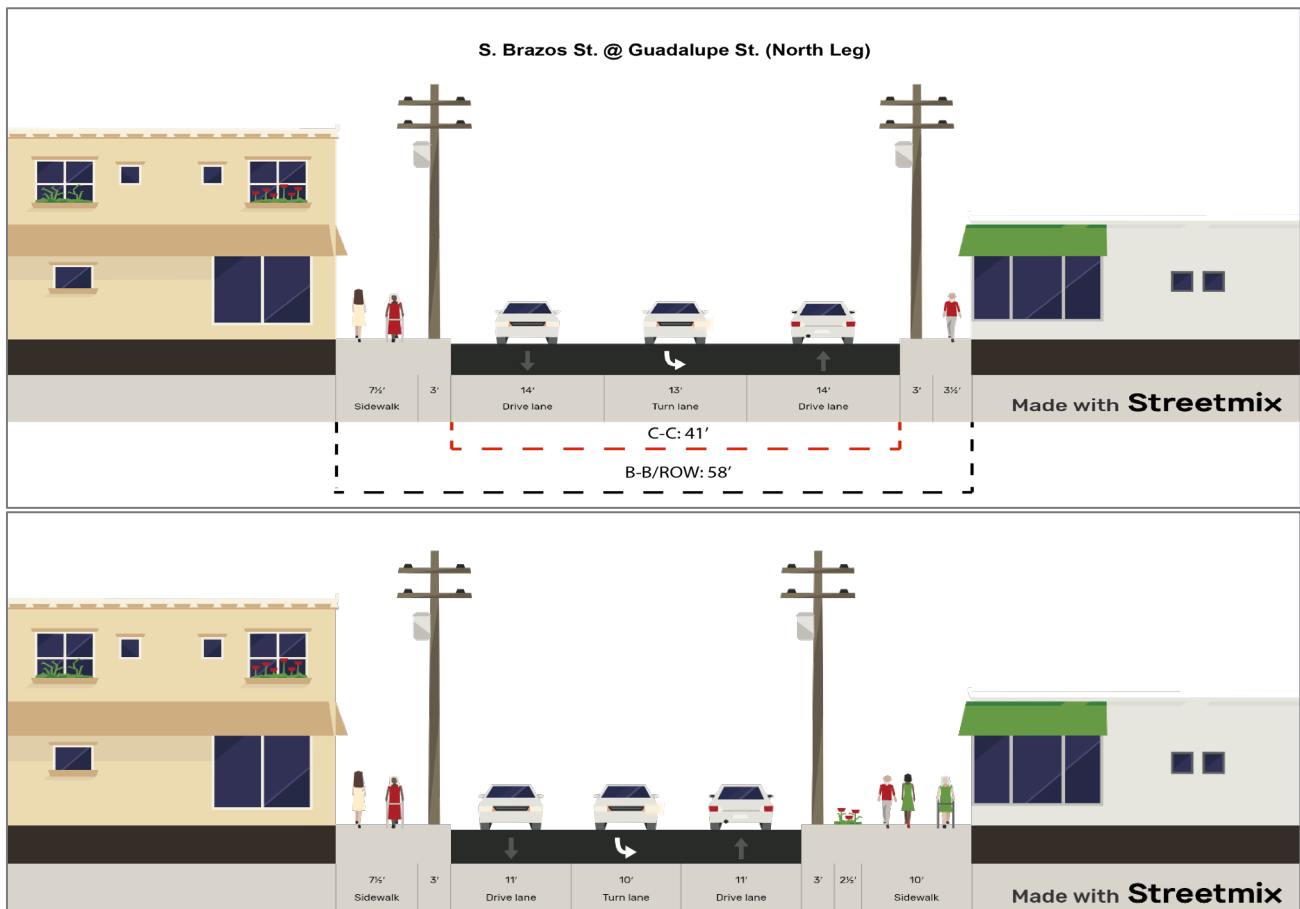 S. Brazos St. @ Guadalupe St. (North Leg)
7½' 3' 14' 13' 14' 3' 3½'
Sidewalk Drive lane Turn lane Drive lane
Made with Streetmix
C-C: 41'
B-B/ROW: 58'
7½' 3' 11' 10' 11' 3' 2½' 10'
Sidewalk Drive lane Turn lane Drive lane Sidewalk
Made with Streetmix